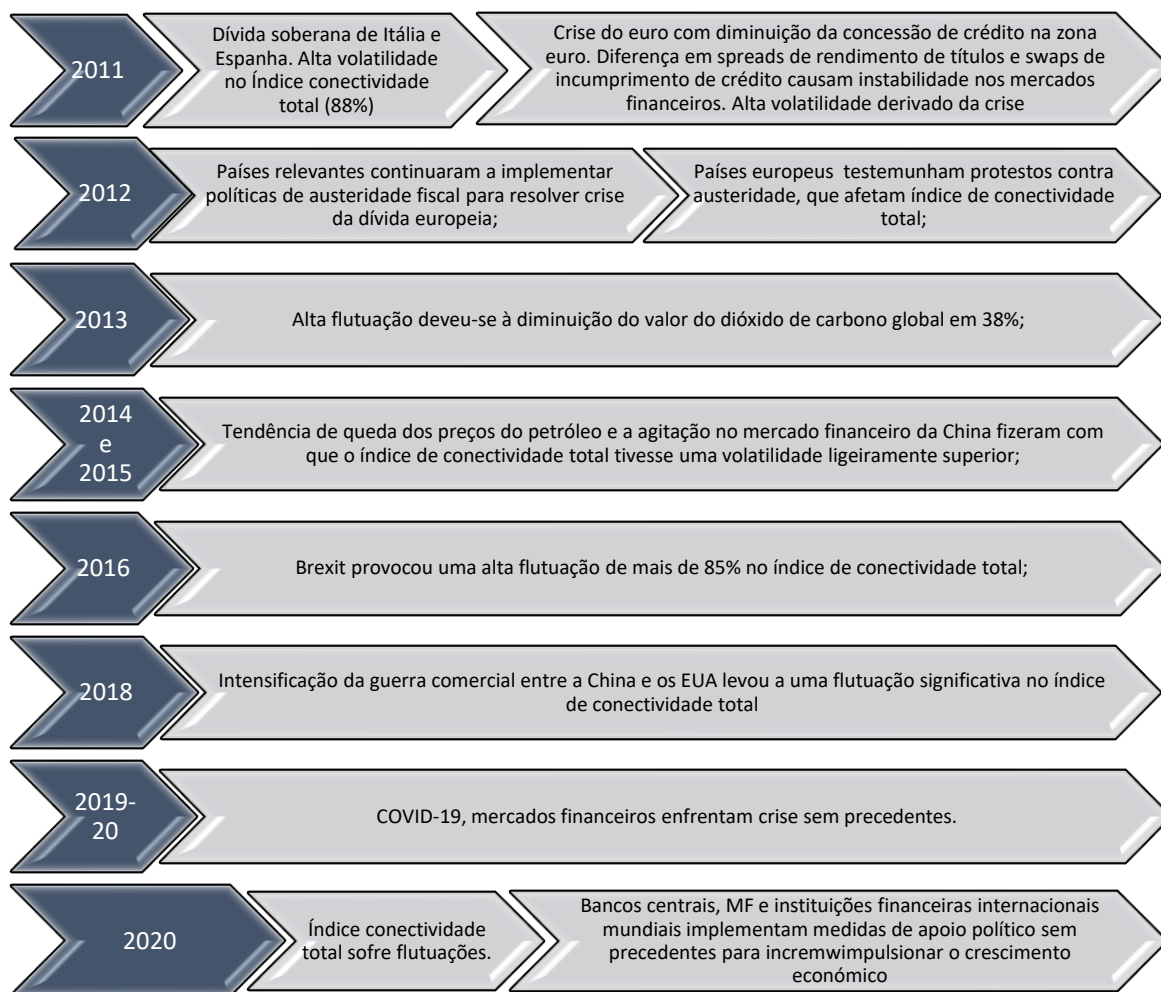 2011
Dívida soberana de Itália e
Espanha. Alta volatilidade
no Índice conectividade
total (88%)
Crise do euro com diminuição da concessão de crédito na zona
euro. Diferença em spreads de rendimento de títulos e swaps de
incumprimento de crédito causam instabilidade nos mercados
financeiros. Alta volatilidade derivado da crise
2012
Países relevantes continuaram a implementar
políticas de austeridade fiscal para resolver crise
da dívida europeia;
Países europeus testemunham protestos contra
austeridade, que afetam índice de conectividade
total;
2013
Alta flutuação deveu-se à diminuição do valor do dióxido de carbono global em 38%;
2014
e
2015
Tendência de queda dos preços do petróleo e a agitação no mercado financeiro da China fizeram com
que o índice de conectividade total tivesse uma volatilidade ligeiramente superior;
2016
Brexit provocou uma alta flutuação de mais de 85% no índice de conectividade total;
2018
Intensificação da guerra comercial entre a China e os EUA levou a uma flutuação significativa no índice
de conectividade total
2019-
20
COVID-19, mercados financeiros enfrentam crise sem precedentes.
2020
Índice conectividade
total sofre flutuações.
Bancos centrais, MF e instituições financeiras internacionais
mundiais implementam medidas de apoio político sem
precedentes para incremwimpulsionar o crescimento
económico